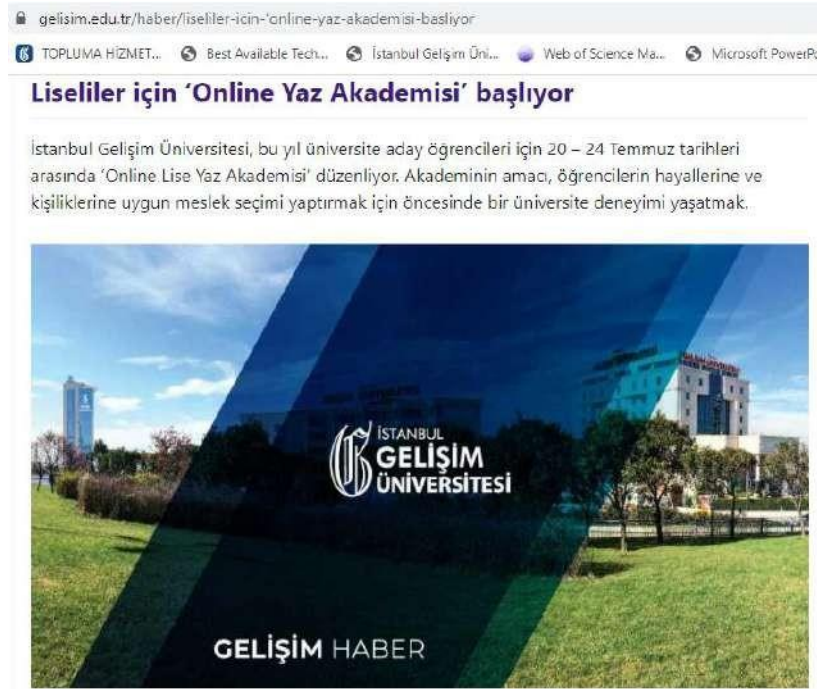 gelisim.edu.tr/haber/liseliler-icin-'online-yaz-akademisi-basliyor
TOPLUMA HİZMET... Best Available Tech... İstanbul Gelişim Üni... Web of Science Ma... Microsoft PowerPo
Liseliler için ‘Online Yaz Akademisi’ başlıyor
İstanbul Gelişim Üniversitesi, bu yıl üniversite aday öğrencileri için 20 – 24 Temmuz tarihleri
arasında ‘Online Lise Yaz Akademisi’ düzenliyor. Akademinin amacı, öğrencilerin hayallerine ve
kişiliklerine uygun meslek seçimi yaptırmak için öncesinde bir üniversite deneyimi yaşatmak.
İSTANBUL
GELİŞİM
ÜNİVERSİTESİ
GELİŞİM HABER